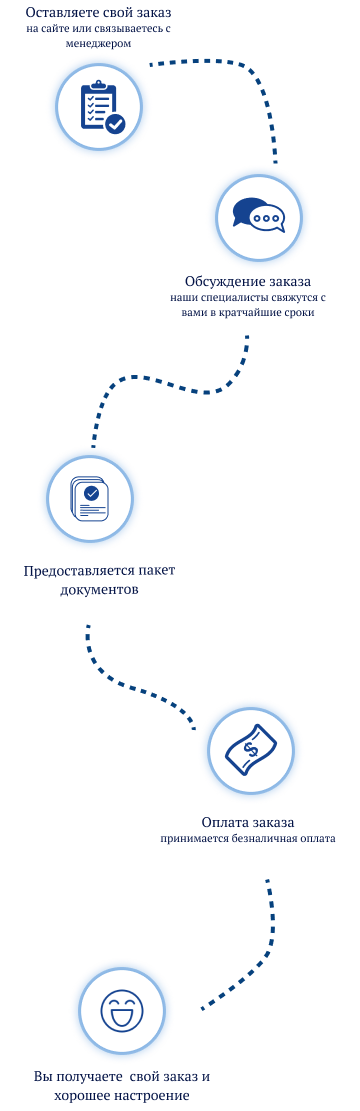 Оставляете свой заказ
на сайте или связываетесь с
менеджером
Обсуждение заказа
наши специалисты свяжутся с
вами в кратчайшие сроки
Предоставляется пакет
документов
Оплата заказа
принимается безналичная оплата
Вы получаете свой заказ и
хорошее настроение